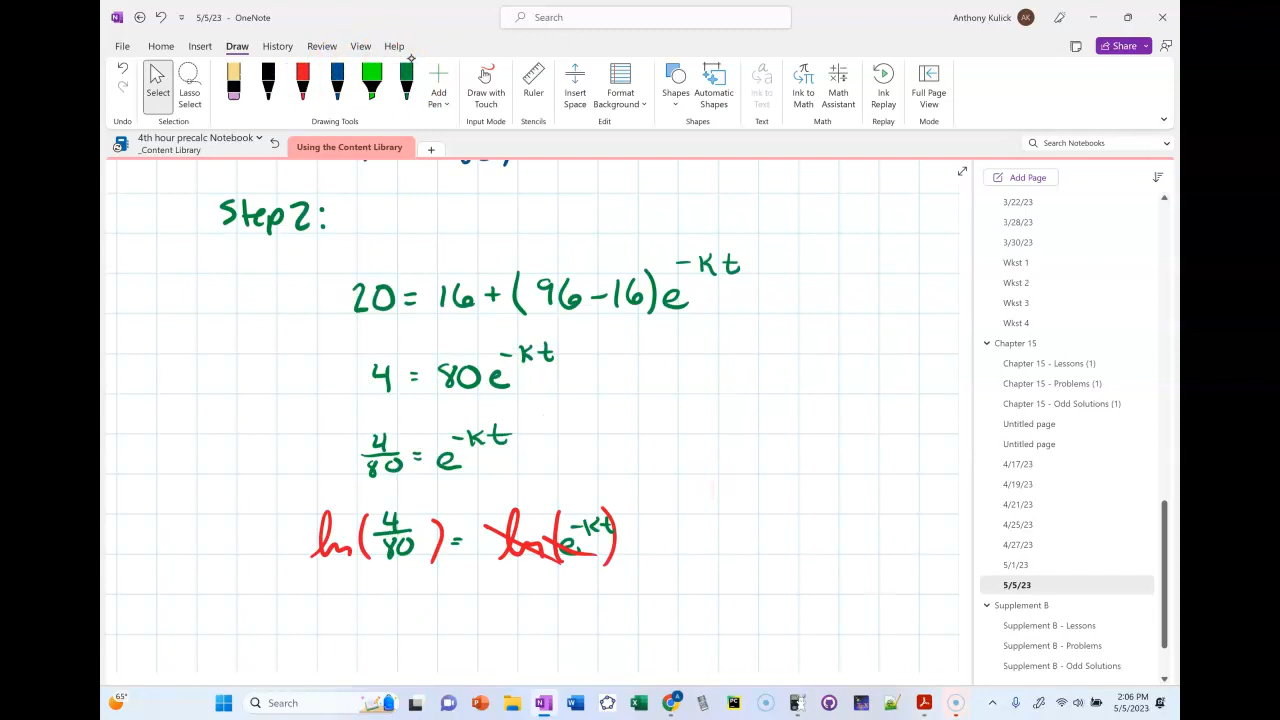 5/5/23 - OneNote
Search
Anthony Kulick
AK
File Home Insert Draw History Review View Help
Share
Select
Lasso Select
Add Pen
Draw with Touch
Ruler
Insert Space
Format Background
Shapes
Automatic Shapes
Ink to Text
Ink to Math
Math Assistant
Ink Replay
Full Page View
Undo Selection Drawing Tools Input Mode Stencils Edit Shapes Text Math Replay Mode
4th hour precalc Notebook
_Content Library
Using the Content Library
Search Notebooks
Add Page
3/22/23
3/28/23
3/30/23
Wkst 1
Wkst 2
Wkst 3
Wkst 4
Chapter 15
Chapter 15 - Lessons (1)
Chapter 15 - Problems (1)
Chapter 15 - Odd Solutions (1)
Untitled page
Untitled page
4/17/23
4/19/23
4/21/23
4/25/23
4/27/23
5/1/23
5/5/23
Supplement B
Supplement B - Lessons
Supplement B - Problems
Supplement B - Odd Solutions
Step 2:
20 = 16 + (96 - 16)e^-kt
4 = 80e^-kt
4/80 = e^-kt
ln(4/80) = ln(e^-kt)
65°
Search
2:06 PM
5/5/2023